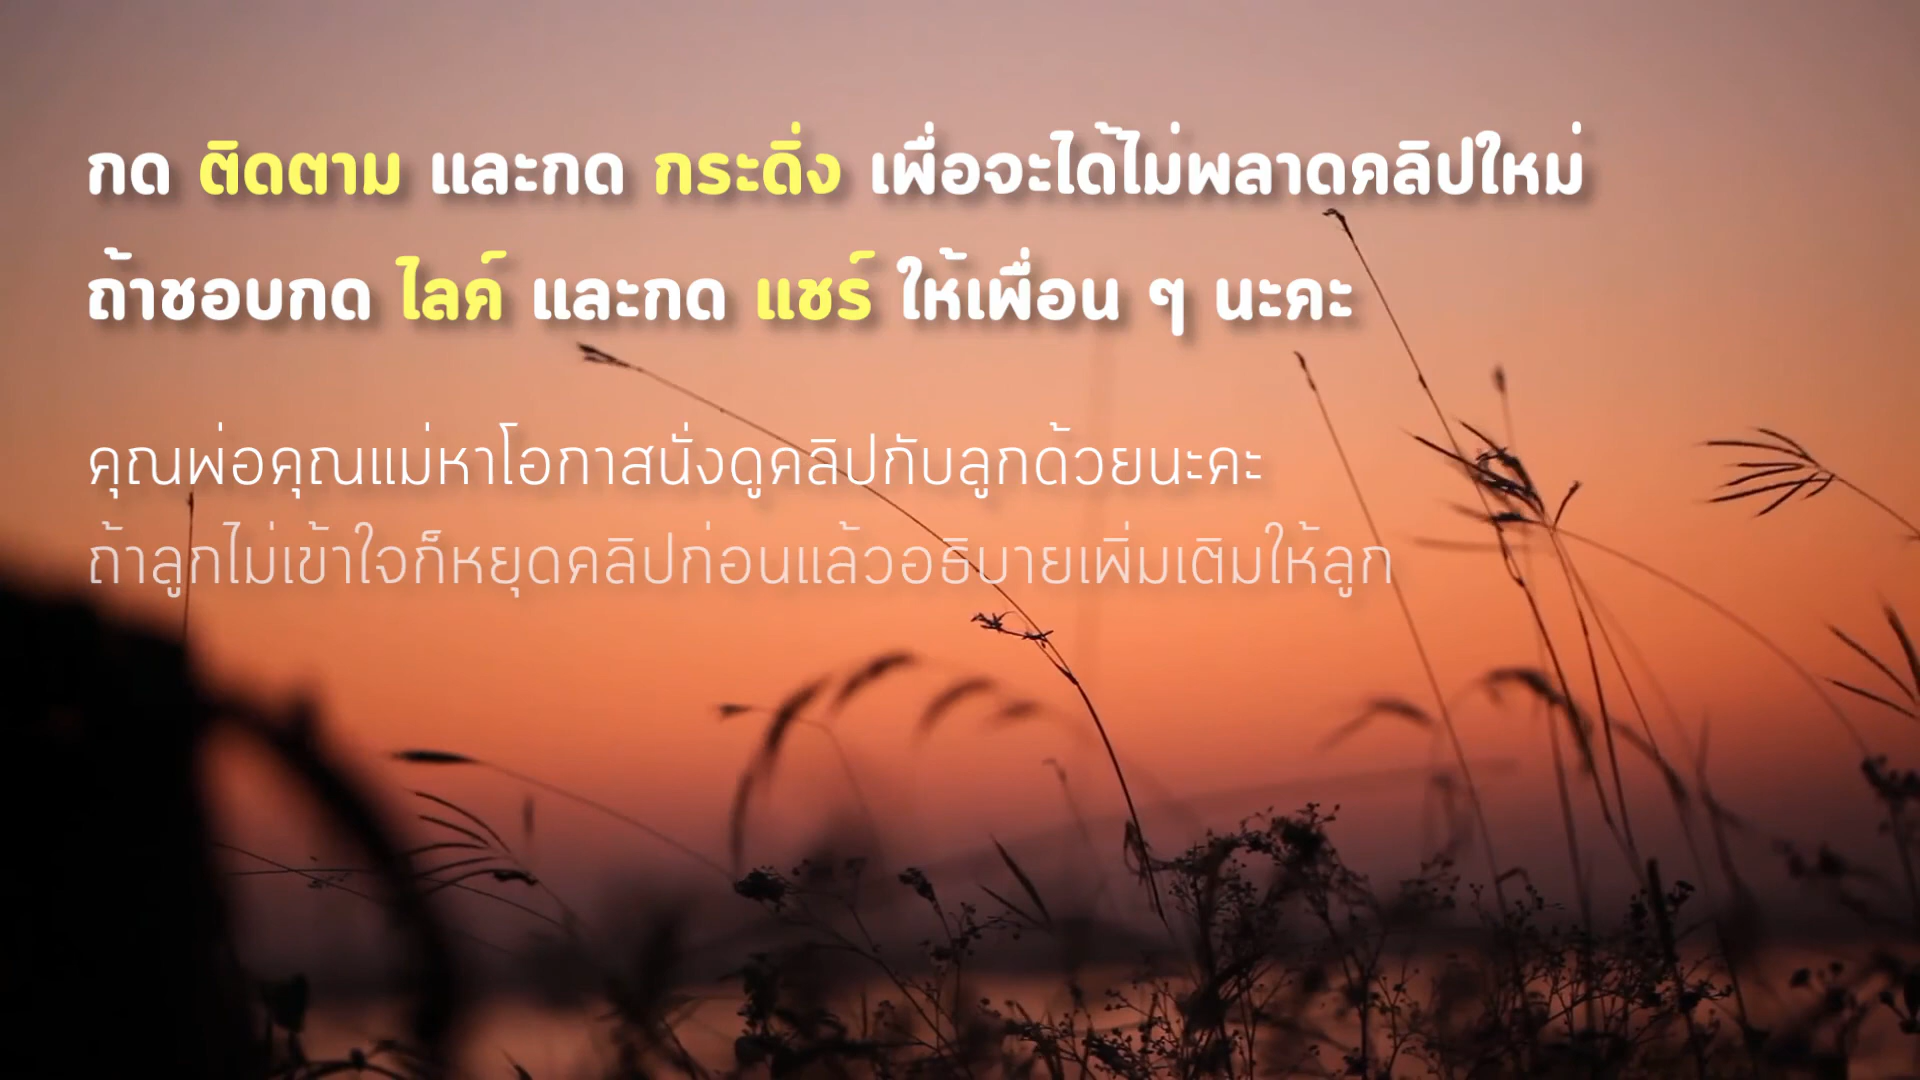 กด ติดตาม และกด กระดิ่ง เพื่อจะได้ไม่พลาดคลิปใหม่
ถ้าชอบกด ไลค์ และกด แชร์ ให้เพื่อน ๆ นะคะ
คุณพ่อคุณแม่หาโอกาสนั่งดูคลิปกับลูกด้วยนะคะ
ถ้าลูกไม่เข้าใจก็หยุดคลิปก่อนแล้วอธิบายเพิ่มเติมให้ลูก